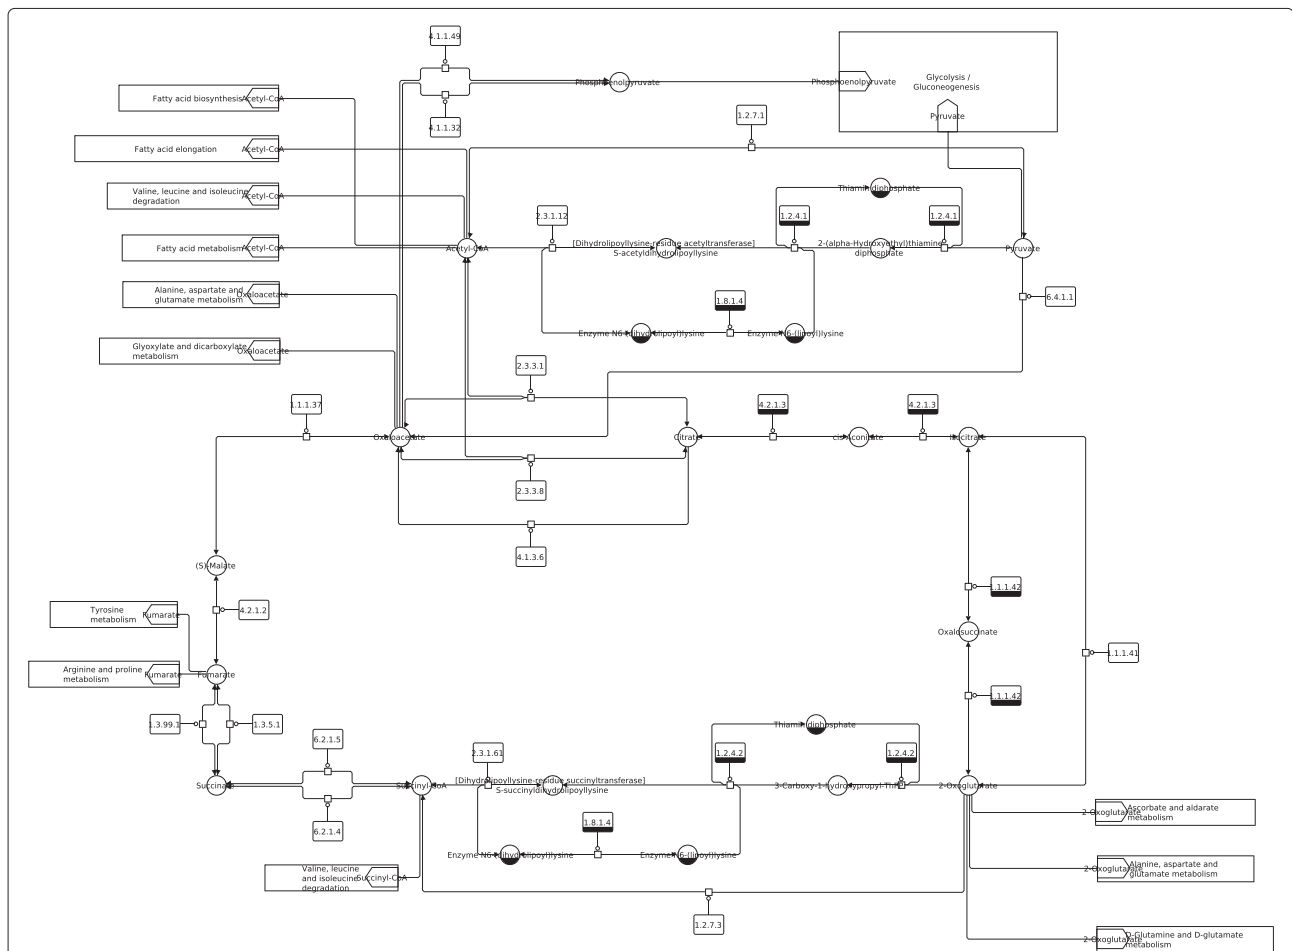 4.1.1.49
Phosphoenolpyruvate
Phosphoenolpyruvate
Glycolysis /
Gluconeogenesis
Pyruvate
Fatty acid biosynthesis
Acetyl-CoA
4.1.1.32
1.2.7.1
Fatty acid elongation
Acetyl-CoA
Valine, leucine and isoleucine
degradation
Acetyl-CoA
Thiamin diphosphate
2.3.1.12
1.2.4.1
1.2.4.1
Fatty acid metabolism
Acetyl-CoA
Acetyl-CoA
[Dihydrolipoyllysine-residue acetyltransferase]
S-acetyldihydrolipoyllysine
2-(alpha-Hydroxyethyl)thiamine
diphosphate
Pyruvate
Alanine, aspartate and
glutamate metabolism
Oxaloacetate
1.8.1.4
6.4.1.1
Enzyme N6-(dihydrolipoyl)lysine
Enzyme N6-(lipoyl)lysine
Glyoxylate and dicarboxylate
metabolism
Oxaloacetate
2.3.3.1
1.1.1.37
4.2.1.3
4.2.1.3
Oxaloacetate
Citrate
cis-Aconitate
Isocitrate
2.3.3.8
4.1.3.6
(S)-Malate
1.1.1.42
Tyrosine
metabolism
Fumarate
4.2.1.2
Oxalosuccinate
1.1.1.41
Arginine and proline
metabolism
Fumarate
Fumarate
1.1.1.42
1.3.99.1
1.3.5.1
Thiamin diphosphate
6.2.1.5
2.3.1.61
1.2.4.2
1.2.4.2
Succinate
Succinyl-CoA
[Dihydrolipoyllysine-residue succinyltransferase]
S-succinyldihydrolipoyllysine
3-Carboxy-1-hydroxypropyl-ThPP
2-Oxoglutarate
6.2.1.4
1.8.1.4
2-Oxoglutarate
Ascorbate and aldarate
metabolism
Enzyme N6-(dihydrolipoyl)lysine
Enzyme N6-(lipoyl)lysine
Valine, leucine
and isoleucine
degradation
Succinyl-CoA
2-Oxoglutarate
Alanine, aspartate and
glutamate metabolism
1.2.7.3
2-Oxoglutarate
D-Glutamine and D-glutamate
metabolism